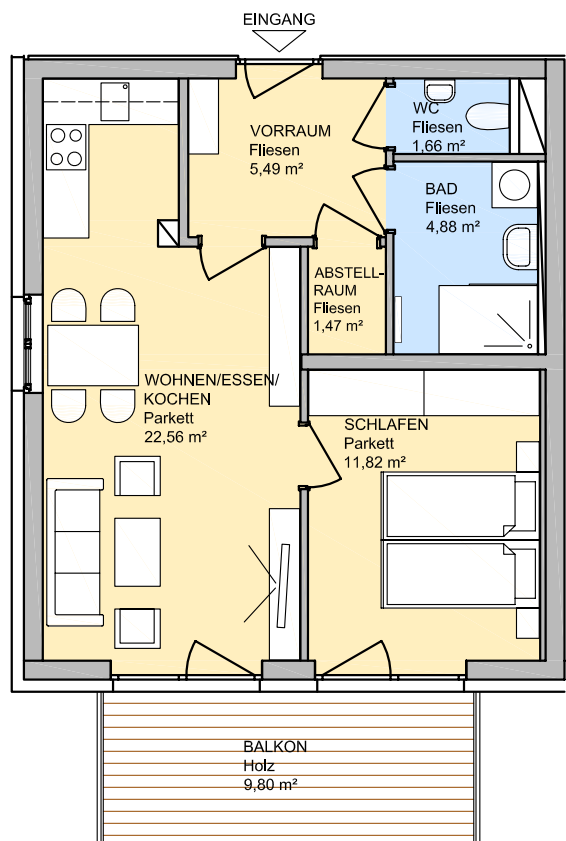 EINGANG
WC
Fliesen
1,66 m²
VORRAUM
Fliesen
5,49 m²
BAD
Fliesen
4,88 m²
ABSTELL-
RAUM
Fliesen
1,47 m²
WOHNEN/ESSEN/
KOCHEN
Parkett
22,56 m²
SCHLAFEN
Parkett
11,82 m²
BALKON
Holz
9,80 m²